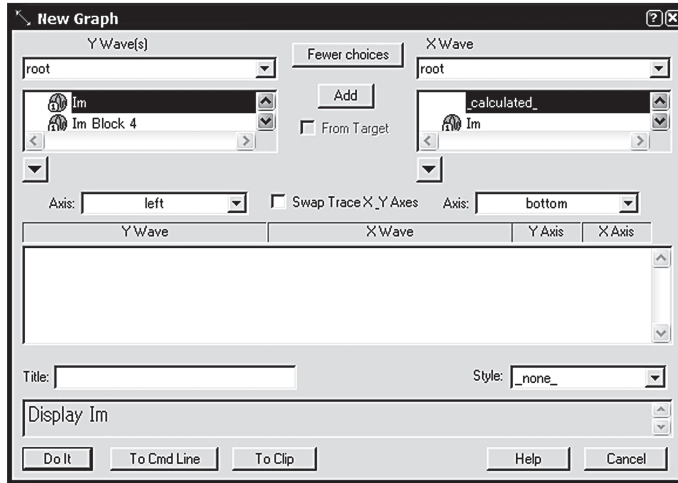 New Graph
Y Wave(s)
Fewer choices
X Wave
root
root
Im
Im Block 4
Add
From Target
_calculated_
Im
Axis: left
Swap Trace X_Y Axes
Axis: bottom
Y Wave X Wave Y Axis X Axis
Title:
Style: _none_
Display Im
Do It To Cmd Line To Clip Help Cancel